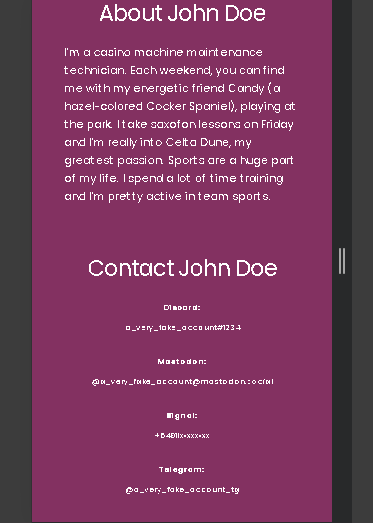 About John Doe
I'm a casino machine maintenance
technician. Each weekend, you can find
me with my energetic friend Candy (a
hazel-colored Cocker Spaniel), playing at
the park. I take saxofon lessons on Friday
and I'm really into Celta Dune, my
greatest passion. Sports are a huge part
of my life. I spend a lot of time training
and I'm pretty active in team sports.
Contact John Doe
Discord:
a_very_fake_account#1234
Mastodon:
@a_very_fake_account@mastodon.social
Signal:
Telegram:
@a_very_fake_account_tg